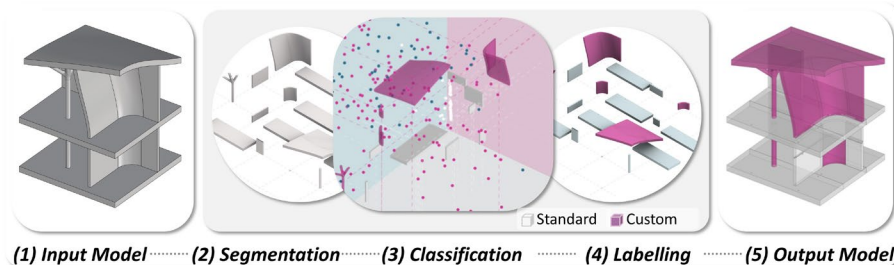 Standard Custom
(1) Input Model (2) Segmentation (3) Classification (4) Labelling (5) Output Model